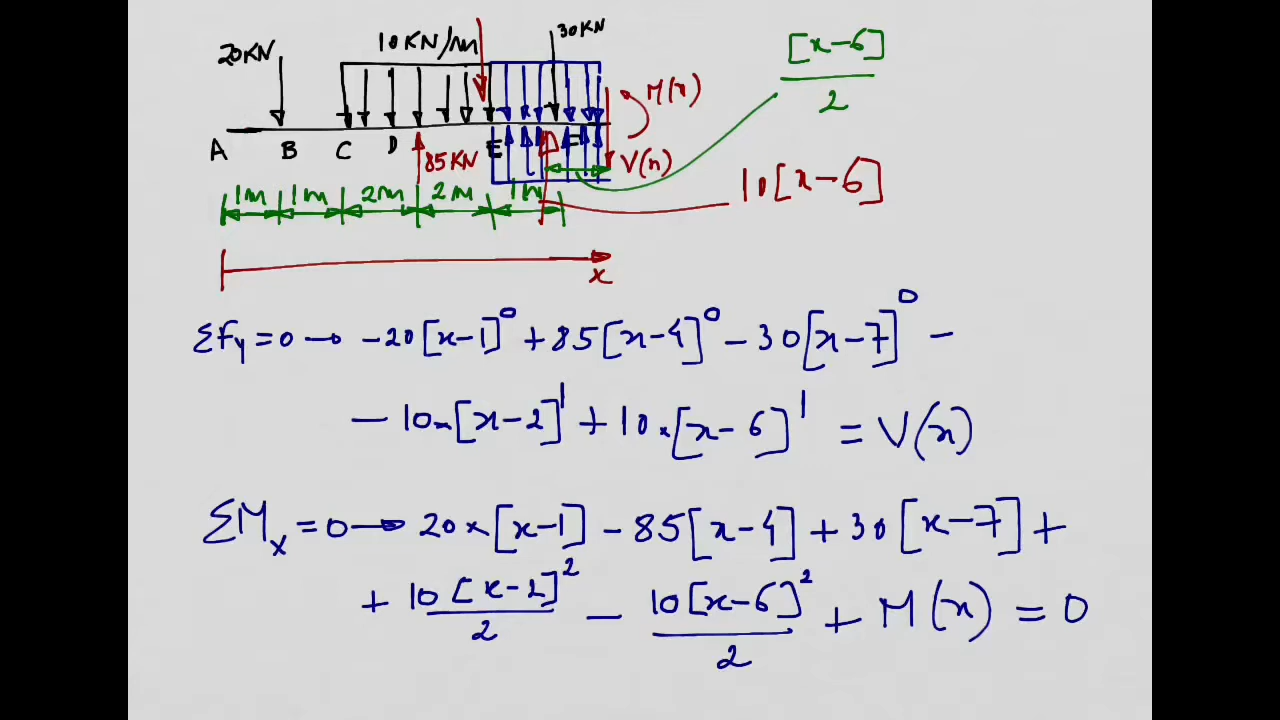 30KN [x-6]
20KN 10KN/m 2
M(x)
A B C D E F
85KN V(x) 10[x-6]
1m 1m 2m 2m 1m
x
ΣFy=0 → -20[x-1]⁰ + 85[x-4]⁰ - 30[x-7]⁰ -
- 10×[x-2]¹ + 10×[x-6]¹ = V(x)
ΣMx=0 → 20×[x-1] - 85[x-4] + 30[x-7] +
+ 10[x-2]²/2 - 10[x-6]²/2 + M(x) = 0